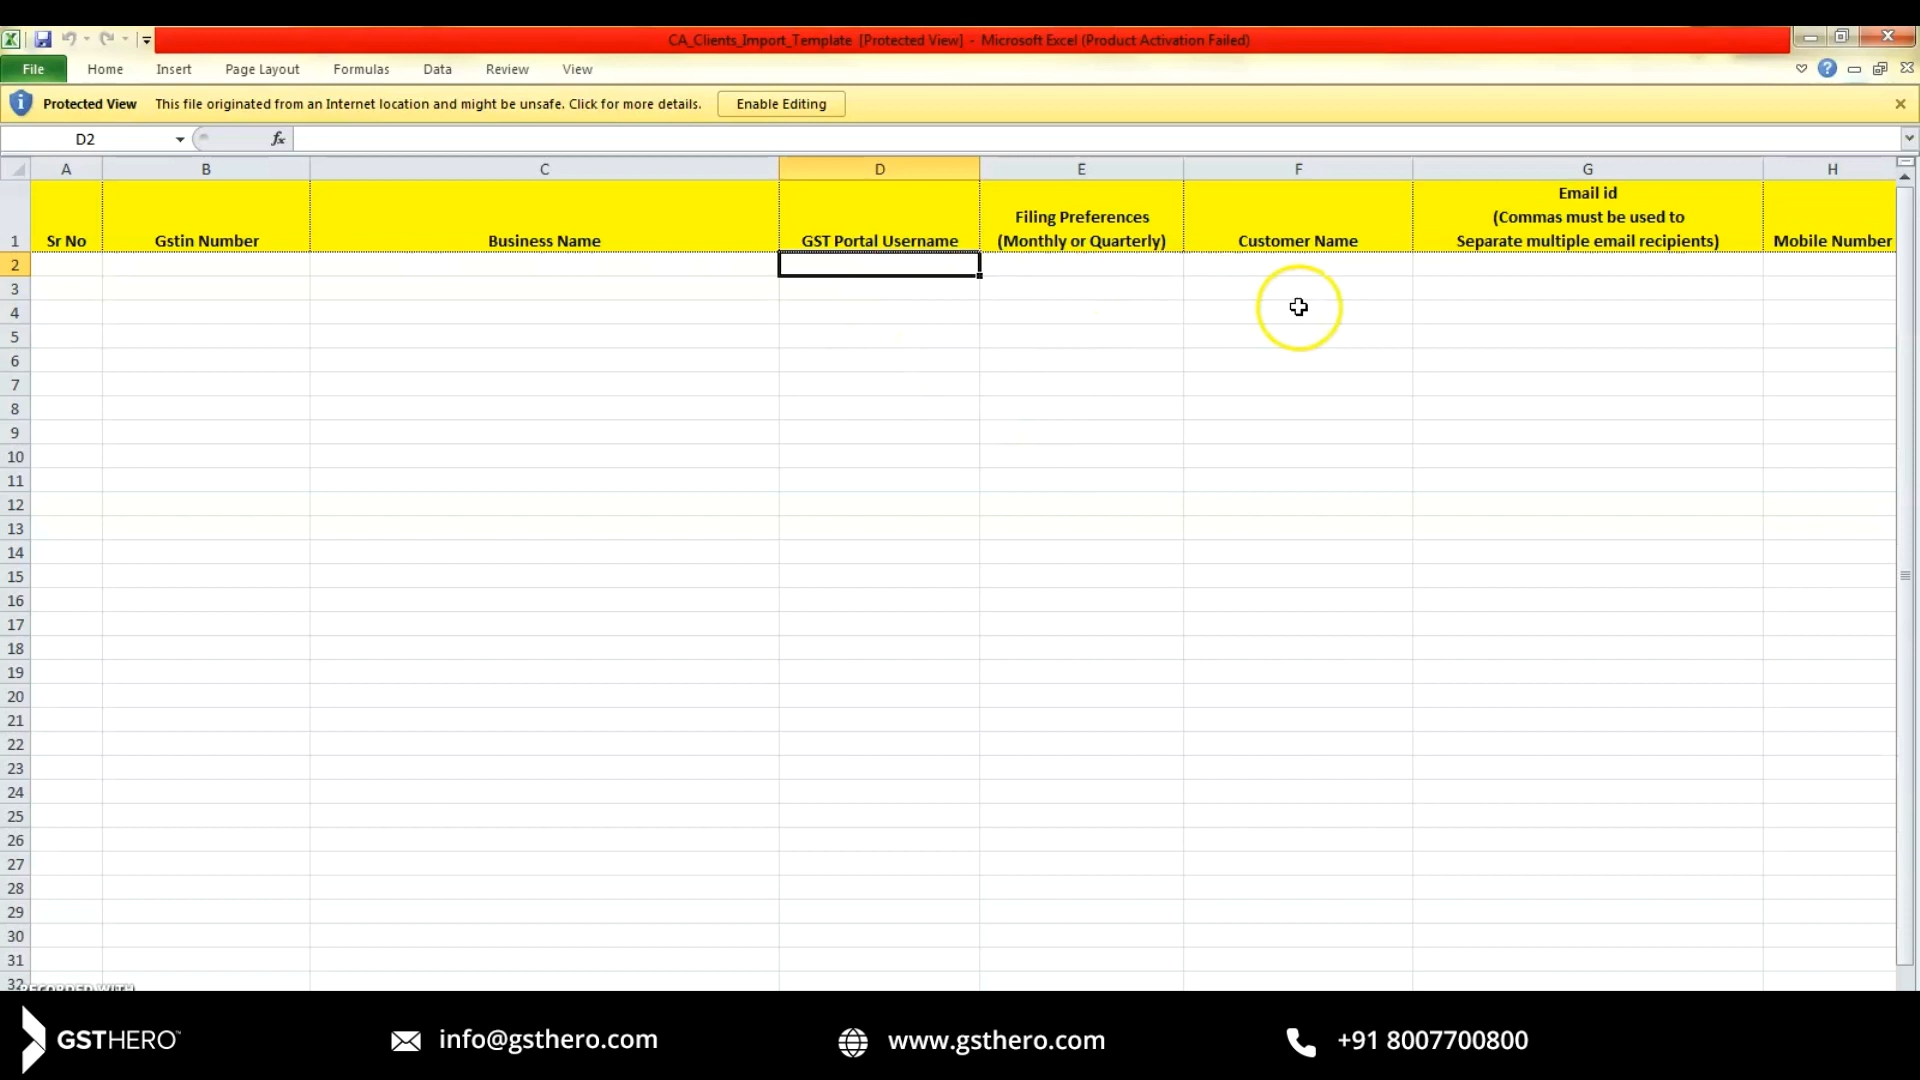 CA_Clients_Import_Template [Protected View] - Microsoft Excel (Product Activation Failed)
File Home Insert Page Layout Formulas Data Review View
Protected View This file originated from an Internet location and might be unsafe. Click for more details. Enable Editing
D2 fx
A B C D E F G H
1 Sr No Gstin Number Business Name GST Portal Username
Filing Preferences
(Monthly or Quarterly)
Customer Name
Email id
(Commas must be used to
Separate multiple email recipients)
Mobile Number
2
3
4
5
6
7
8
9
10
11
12
13
14
15
16
17
18
19
20
21
22
23
24
25
26
27
28
29
30
31
32
RECORDED WITH
GSTHERO™ info@gsthero.com www.gsthero.com +91 8007700800